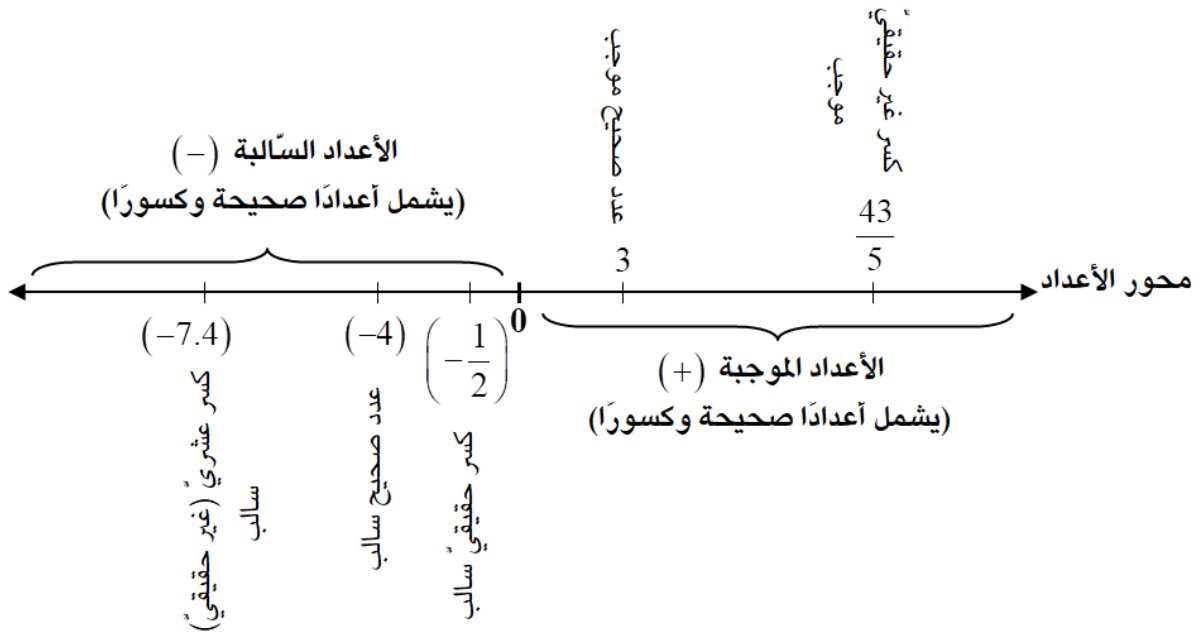 كسر غير حقيقيّ
موجب
عدد صحيح موجب
الأعداد السّالبة (−)
(يشمل أعدادًا صحيحة وكسورًا)
43
5
3
محور الأعداد
0
(−7.4)
(−4)
(−1/2)
الأعداد الموجبة (+)
(يشمل أعدادًا صحيحة وكسورًا)
كسر عشريّ (غير حقيقيّ)
سالب
عدد صحيح سالب
كسر حقيقيّ سالب